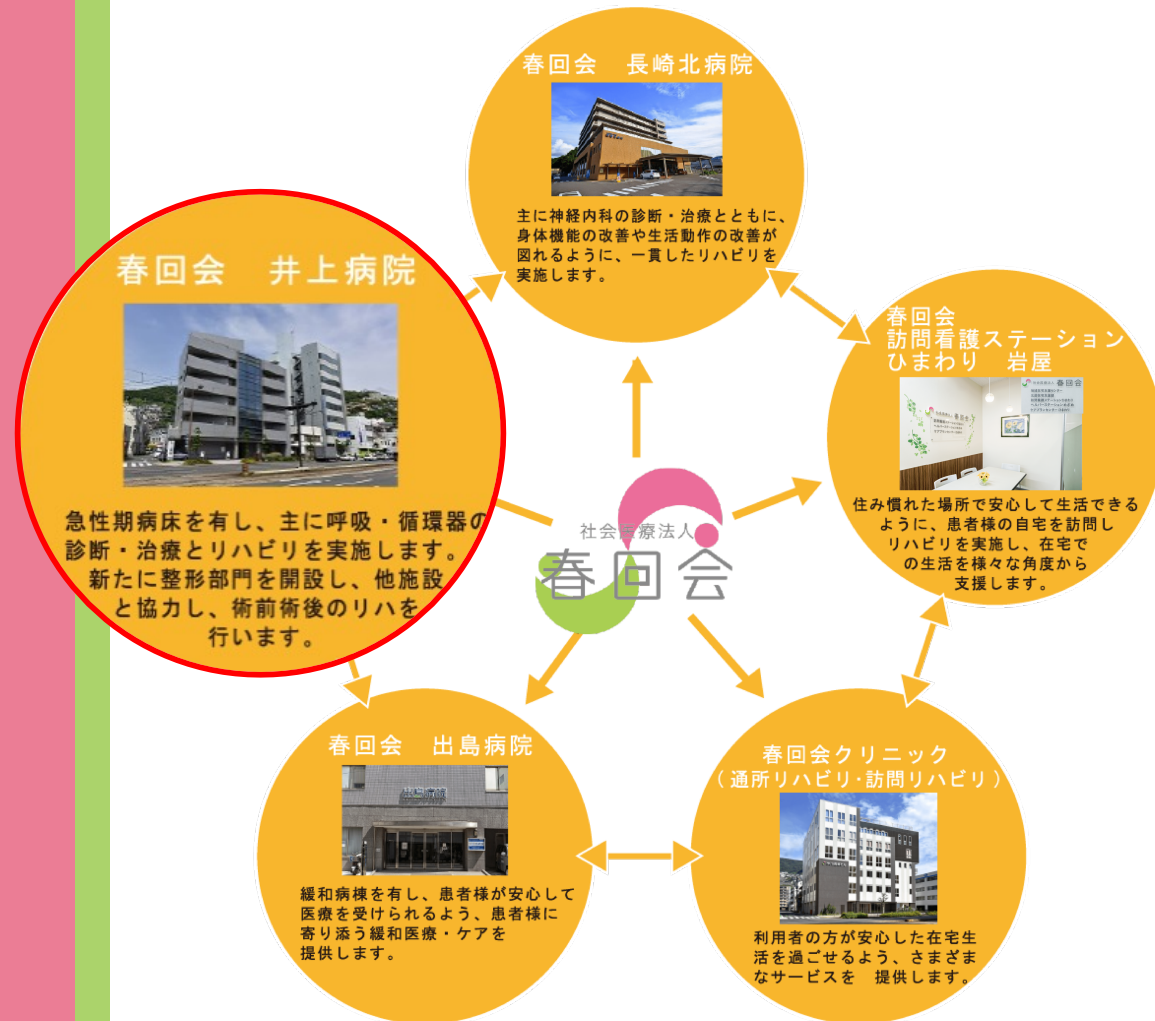 春回会 長崎北病院
主に神経内科の診断・治療とともに、
身体機能の改善や生活動作の改善が
図れるように、一貫したリハビリを
実施します。
春回会 井上病院
急性期病床を有し、主に呼吸・循環器の
診断・治療とリハビリを実施します。
新たに整形部門を開設し、他施設
と協力し、術前術後のリハを
行います。
春回会
訪問看護ステーション
ひまわり 岩屋
春回会
住み慣れた場所で安心して生活できる
ように、患者様の自宅を訪問し
リハビリを実施し、在宅で
の生活を様々な角度から
支援します。
社会医療法人
春回会
春回会 出島病院
出島病院
緩和病棟を有し、患者様が安心して
医療を受けられるよう、患者様に
寄り添う緩和医療・ケアを
提供します。
春回会クリニック
(通所リハビリ・訪問リハビリ)
利用者の方が安心した在宅生
活を過ごせるよう、さまざま
なサービスを 提供します。